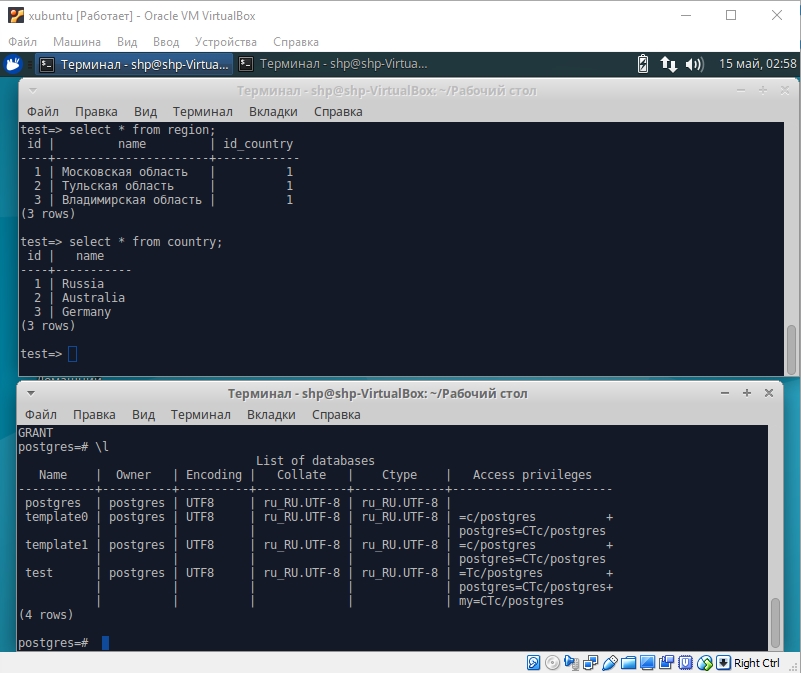 xubuntu [Работает] - Oracle VM VirtualBox
Файл Машина Вид Ввод Устройства Справка
Терминал - shp@shp-Virtua... Терминал - shp@shp-Virtua... 15 май, 02:58
Терминал - shp@shp-VirtualBox: ~/Рабочий стол
Файл Правка Вид Терминал Вкладки Справка
test=> select * from region;
 id |         name         | id_country
----+----------------------+------------
  1 | Московская область   |          1
  2 | Тульская область     |          1
  3 | Владимирская область |          1
(3 rows)
test=> select * from country;
 id |   name
----+-----------
  1 | Russia
  2 | Australia
  3 | Germany
(3 rows)
test=>
Терминал - shp@shp-VirtualBox: ~/Рабочий стол
Файл Правка Вид Терминал Вкладки Справка
GRANT
postgres=# \l
                                  List of databases
   Name    |  Owner   | Encoding |   Collate   |    Ctype    |   Access privileges
-----------+----------+----------+-------------+-------------+-----------------------
 postgres  | postgres | UTF8     | ru_RU.UTF-8 | ru_RU.UTF-8 |
 template0 | postgres | UTF8     | ru_RU.UTF-8 | ru_RU.UTF-8 | =c/postgres          +
           |          |          |             |             | postgres=CTc/postgres
 template1 | postgres | UTF8     | ru_RU.UTF-8 | ru_RU.UTF-8 | =c/postgres          +
           |          |          |             |             | postgres=CTc/postgres
 test      | postgres | UTF8     | ru_RU.UTF-8 | ru_RU.UTF-8 | =Tc/postgres         +
           |          |          |             |             | postgres=CTc/postgres+
           |          |          |             |             | my=CTc/postgres
(4 rows)
postgres=#
Right Ctrl